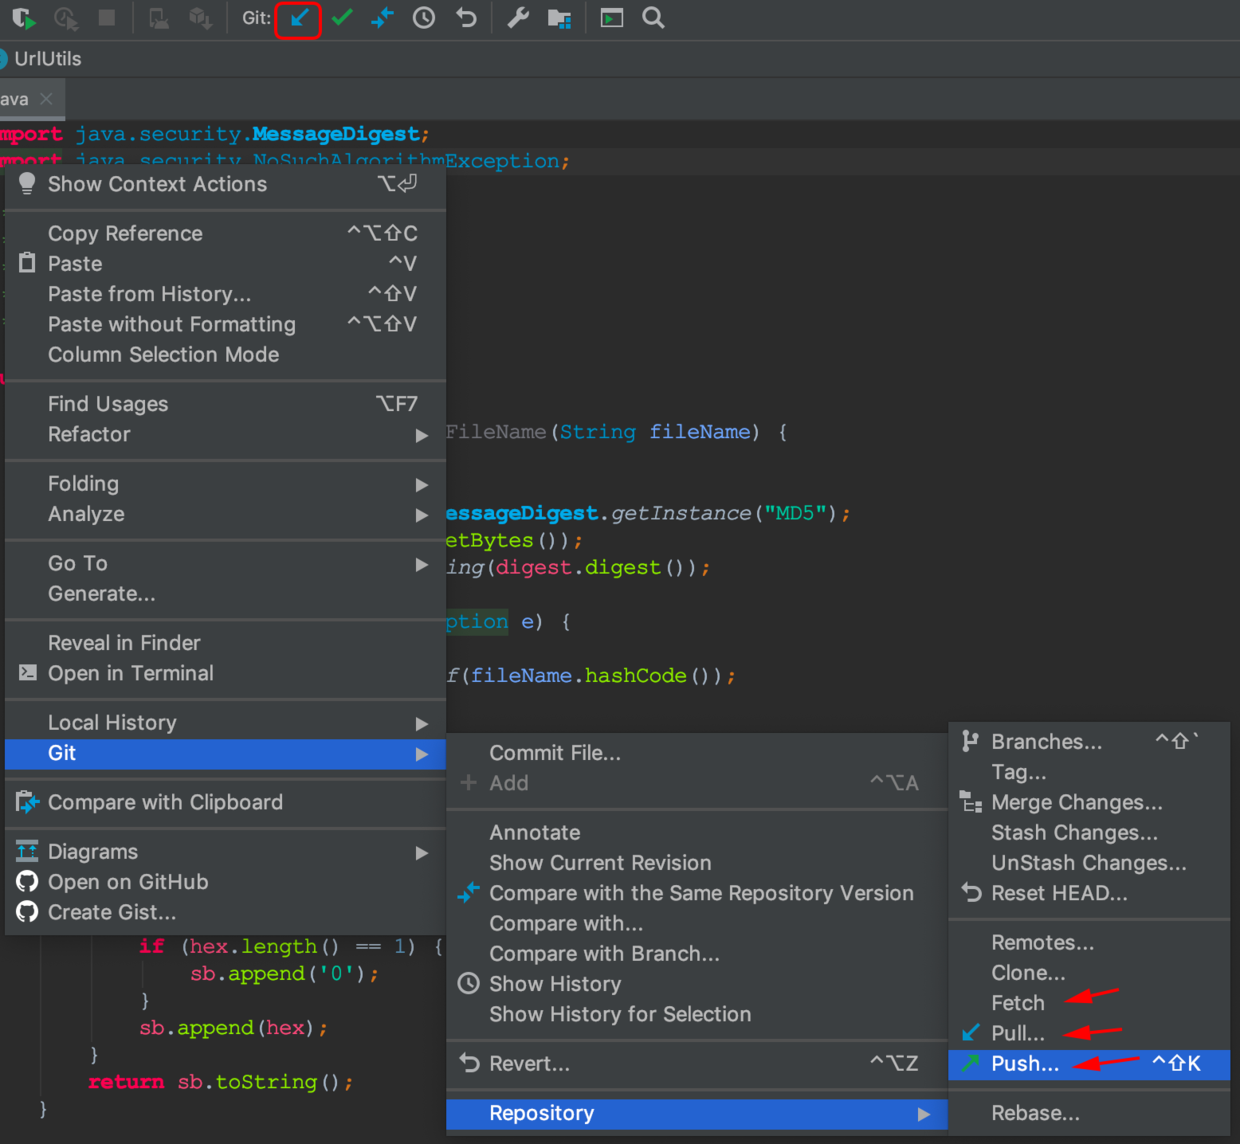 Git:
UrlUtils
ava
mport java.security.MessageDigest;
mport java.security.NoSuchAlgorithmException;
Show Context Actions ⌥⏎
Copy Reference ^⌥⇧C
Paste ^V
Paste from History... ^⇧V
Paste without Formatting ^⌥⇧V
Column Selection Mode
Find Usages ⌥F7
Refactor
FileName(String fileName) {
Folding
Analyze
essageDigest.getInstance("MD5");
etBytes());
Go To
ing(digest.digest());
Generate...
ption e) {
Reveal in Finder
Open in Terminal
f(fileName.hashCode());
Local History
Git
Compare with Clipboard
Diagrams
Open on GitHub
Create Gist...
Commit File...
Add ^⌥A
Annotate
Show Current Revision
Compare with the Same Repository Version
Compare with...
Compare with Branch...
Show History
Show History for Selection
Revert... ^⌥Z
Repository
Branches... ^⇧`
Tag...
Merge Changes...
Stash Changes...
UnStash Changes...
Reset HEAD...
Remotes...
Clone...
Fetch
Pull...
Push... ^⇧K
Rebase...
if (hex.length() == 1) {
sb.append('0');
}
sb.append(hex);
}
return sb.toString();
}